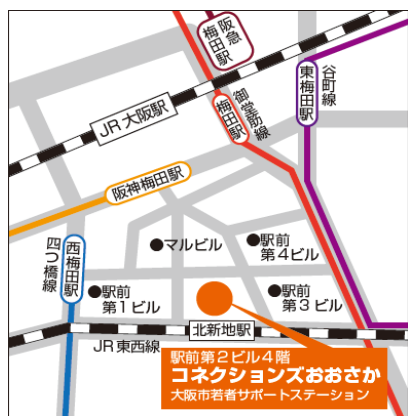 阪急
梅田駅
谷町線
東梅田駅
御堂筋線
梅田駅
JR大阪駅
阪神梅田駅
四つ橋線
西梅田駅
●マルビル
●駅前
第4ビル
●駅前
第1ビル
●駅前
第3ビル
北新地駅
JR東西線
駅前第2ビル4階
コネクションズおおさか
大阪市若者サポートステーション